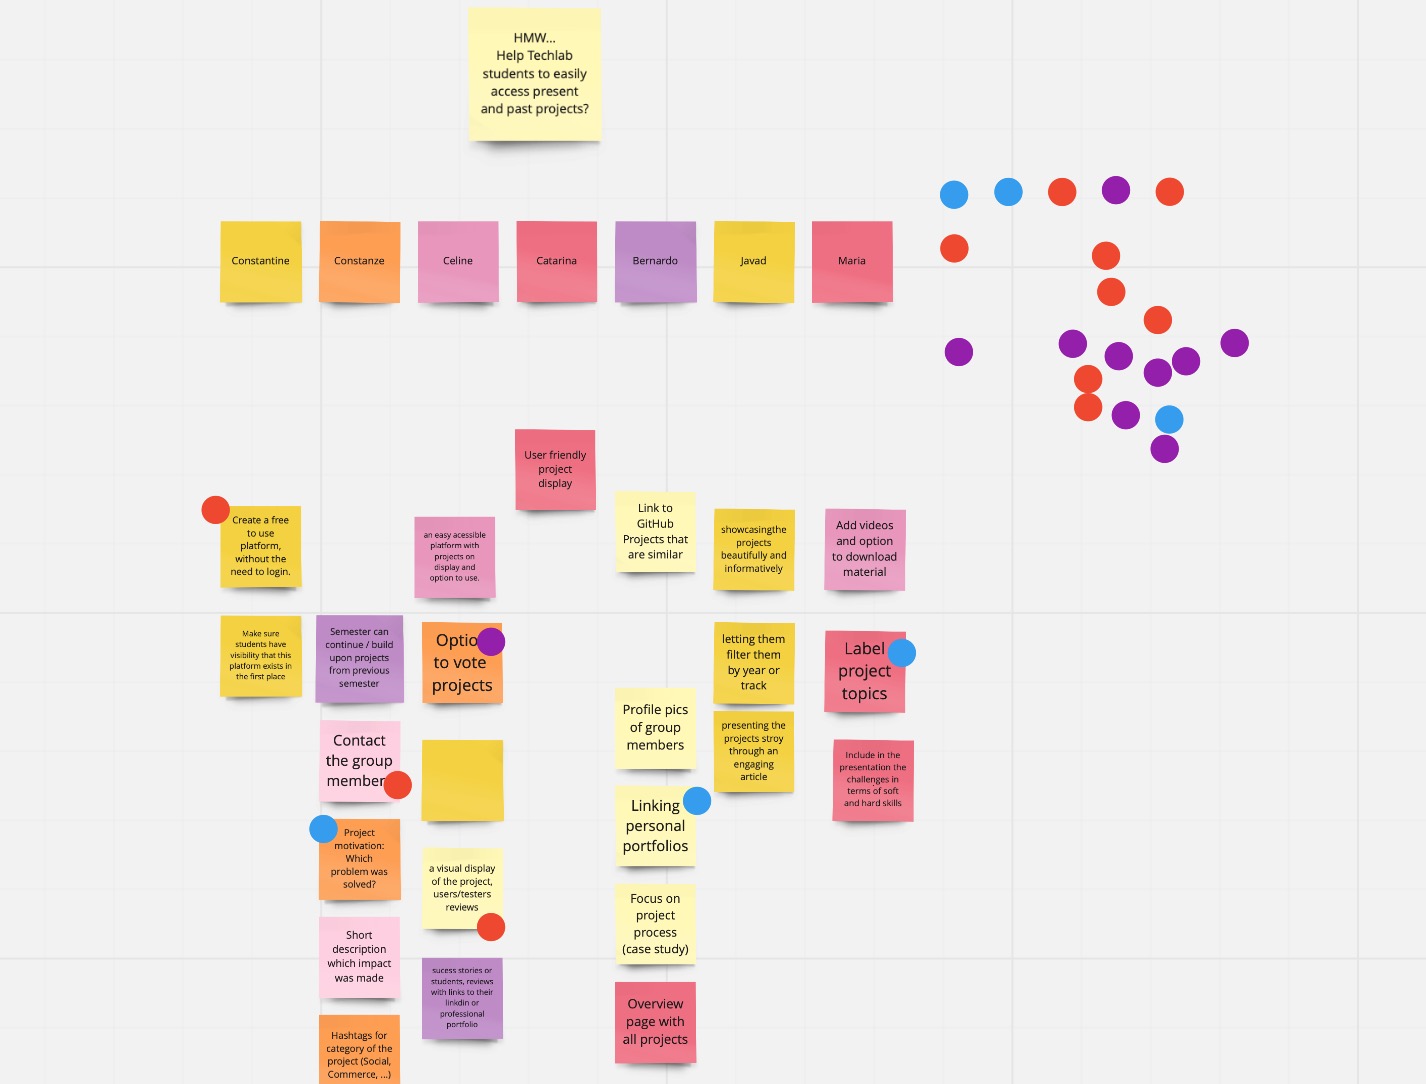 HMW...
Help Techlab
students to easily
access present
and past projects?
Constantine
Constanze
Celine
Catarina
Bernardo
Javad
Maria
User friendly
project
display
Create a free
to use
platform,
without the
need to login.
an easy acessible
platform with
projects on
display and
option to use.
Link to
GitHub
Projects that
are similar
showcasingthe
projects
beautifully and
informatively
Add videos
and option
to download
material
Make sure
students have
visibility that this
platform exists in
the first place
Semester can
continue / build
upon projects
from previous
semester
Optio
to vote
projects
letting them
filter them
by year or
track
Label
project
topics
Contact
the group
member
Profile pics
of group
members
presenting the
projects stroy
through an
engaging
article
Include in the
presentation the
challenges in
terms of soft
and hard skills
Project
motivation:
Which
problem was
solved?
a visual display
of the project,
users/testers
reviews
Linking
personal
portfolios
Short
description
which impact
was made
sucess stories or
students, reviews
with links to their
linkdin or
professional
portfolio
Focus on
project
process
(case study)
Hashtags for
category of the
project (Social,
Commerce, ...)
Overview
page with
all projects